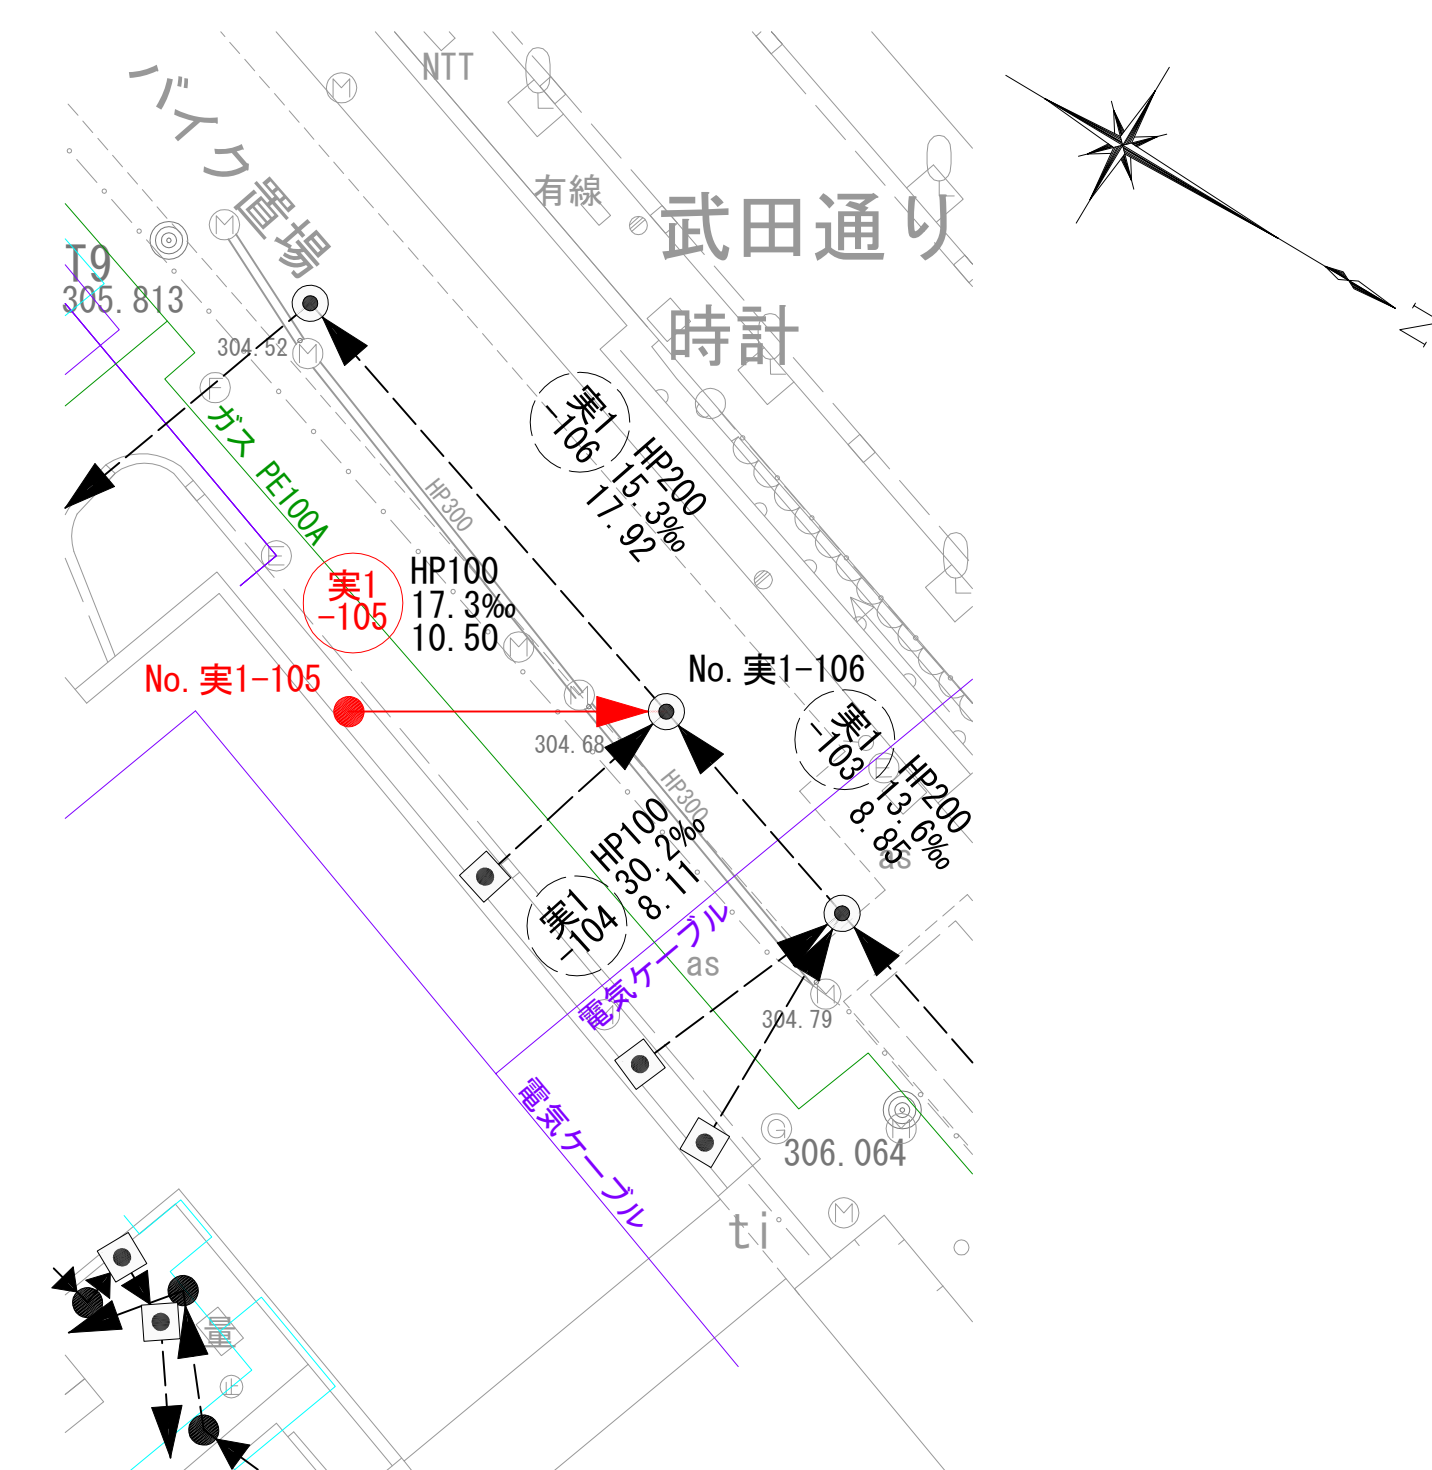 NTT
バイク置場
有線
武田通り
時計
N
T9
305.813
304.52
M
M
M
F
E
ガス PE100A
HP300
実1
-106
HP200
15.3‰
17.92
実1
-105
HP100
17.3‰
10.50
No.実1-105
No.実1-106
M
M
304.68
HP300
実1
-103
E
HP200
13.6‰
8.85
as
HP100
30.2‰
8.11
実1
-104
電気ケーブル
as
M
304.79
電気ケーブル
G
M
306.064
M
ti
量
止